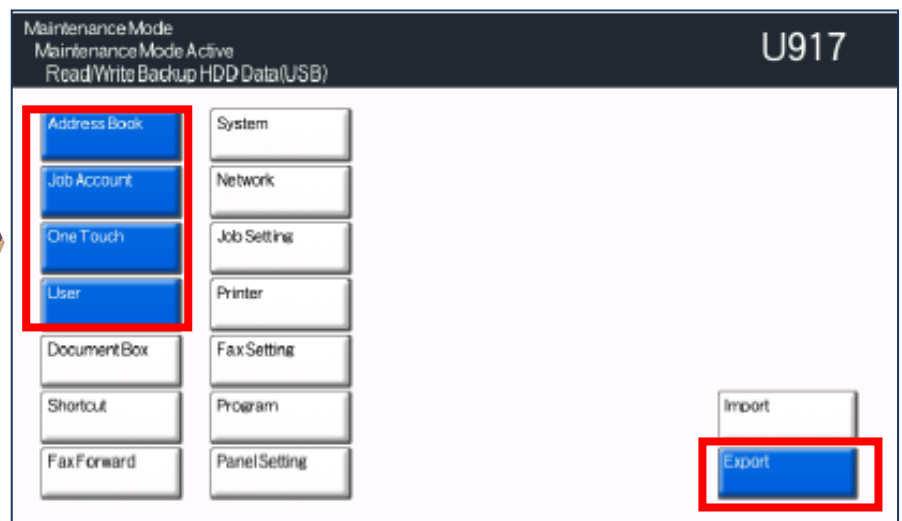 Maintenance Mode
Maintenance Mode Active
Read/Write Backup HDD Data(USB)
U917
Address Book
System
Job Account
Network
One Touch
Job Setting
User
Printer
Document Box
Fax Setting
Shortcut
Program
Import
Fax Forward
Panel Setting
Export